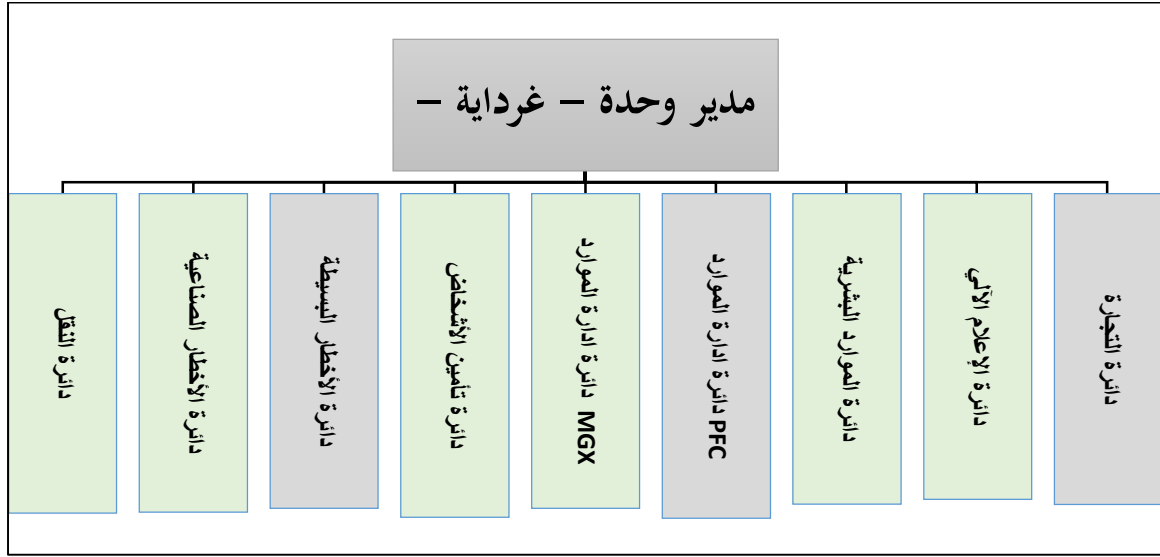 مدير وحدة – غرداية –
دائرة التجارة
دائرة الإعلام الآلي
دائرة الموارد البشرية
دائرة ادارة الموارد PFC
دائرة ادارة الموارد MGX
دائرة تأمين الأشخاض
دائرة الأخطار البسيطة
دائرة الأخطار الصناعية
دائرة النقل